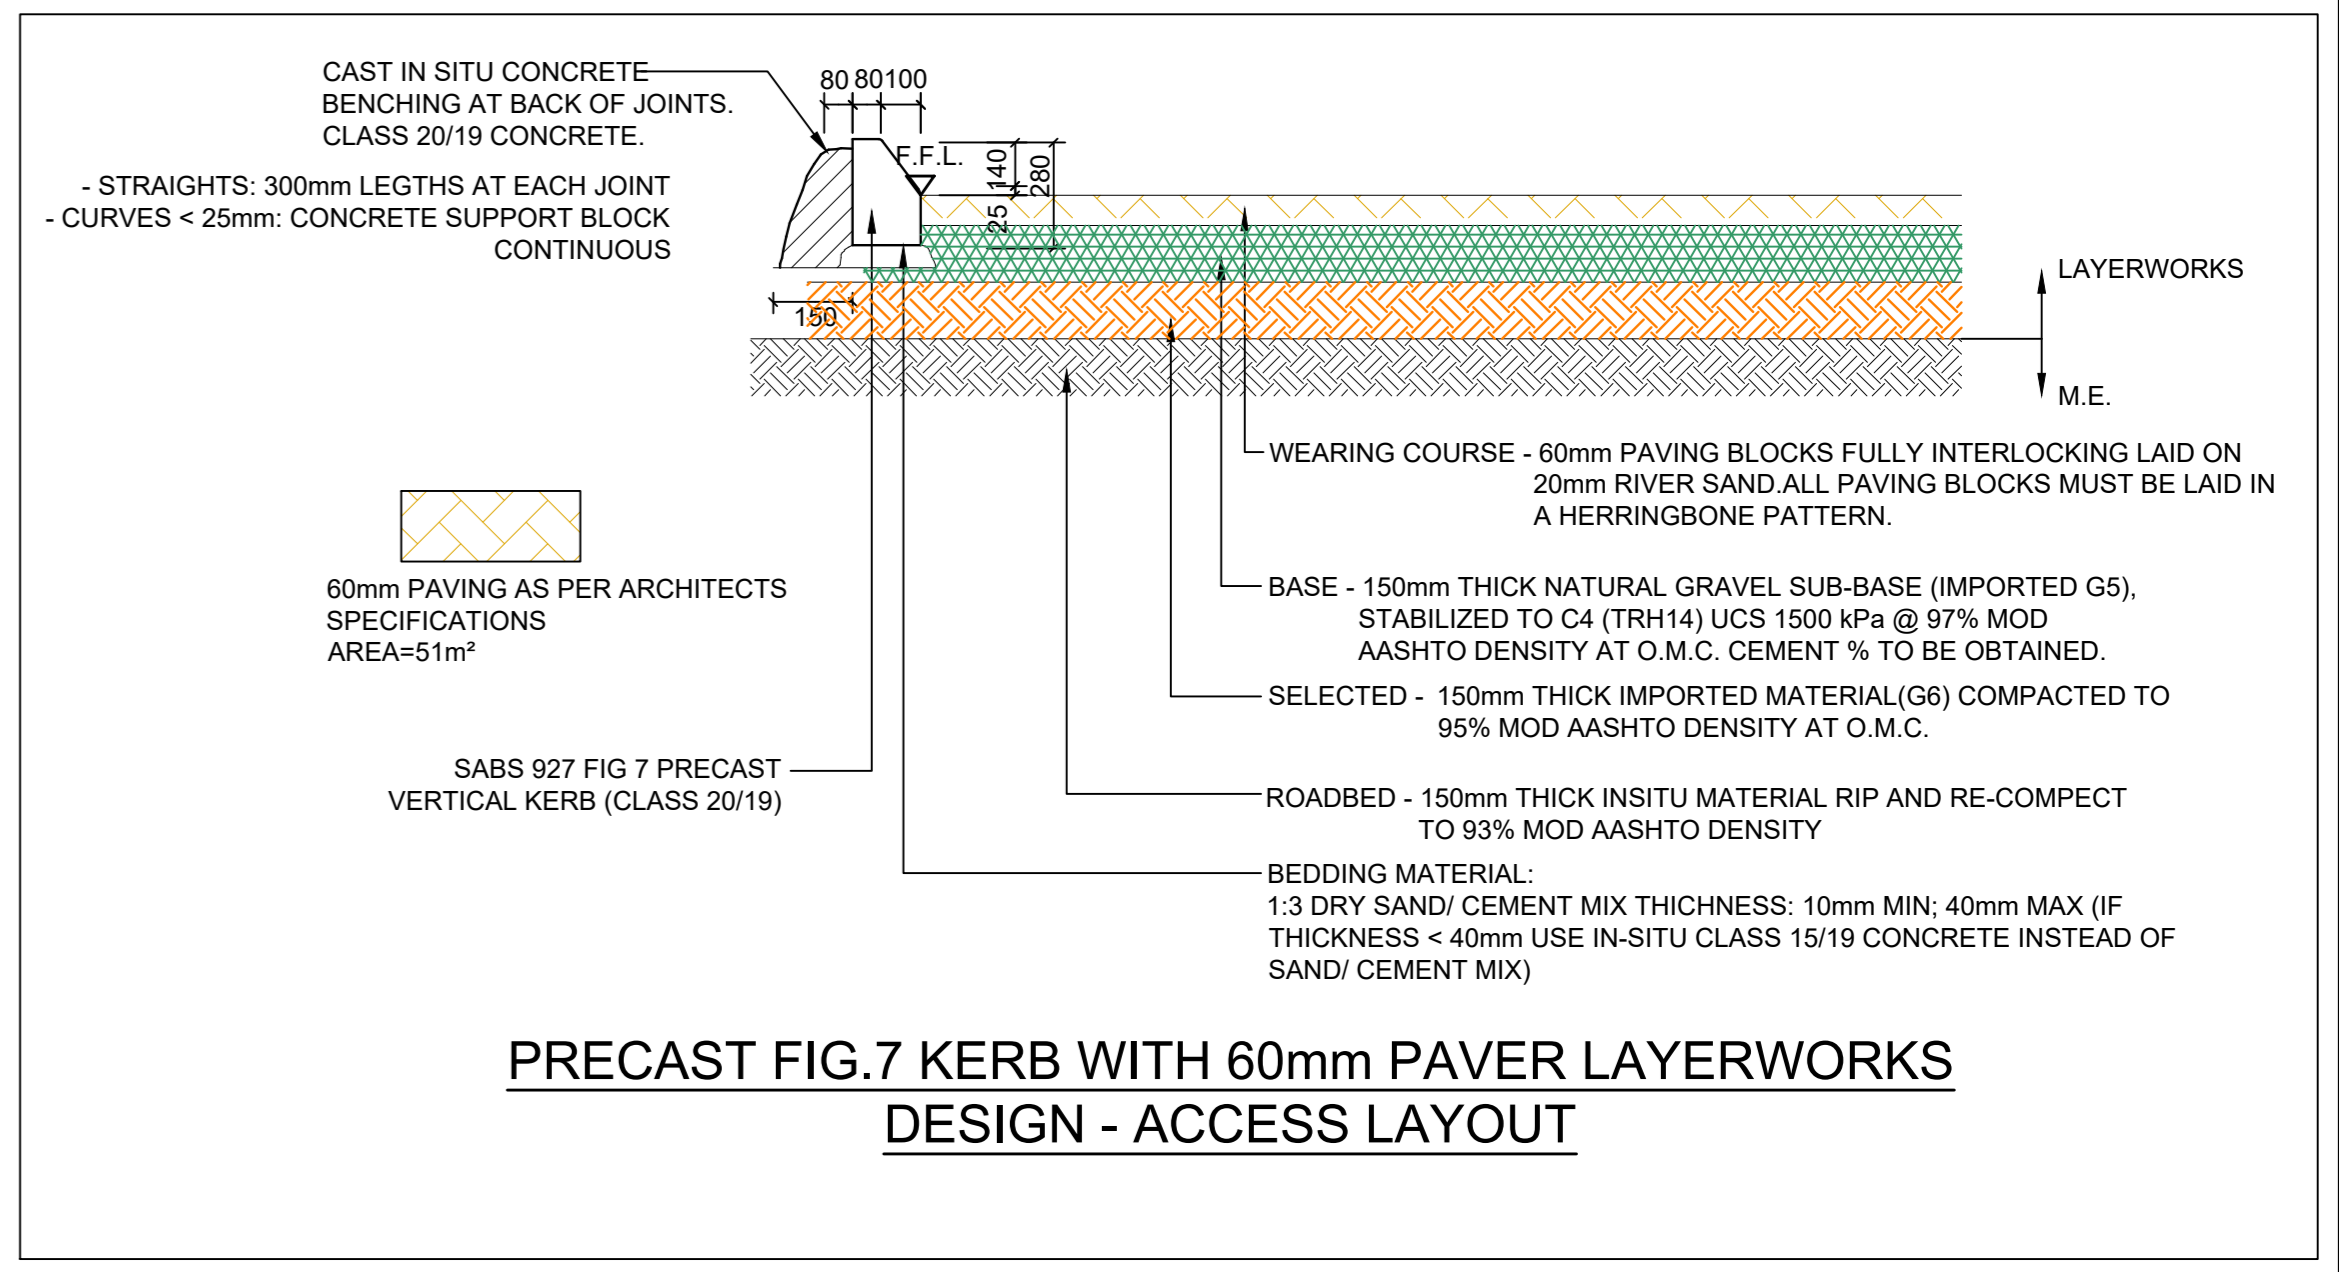 CAST IN SITU CONCRETE
BENCHING AT BACK OF JOINTS.
CLASS 20/19 CONCRETE.
- STRAIGHTS: 300mm LEGTHS AT EACH JOINT
- CURVES < 25mm: CONCRETE SUPPORT BLOCK
CONTINUOUS
80 80 100
F.F.L.
140
280
25
150
LAYERWORKS
M.E.
WEARING COURSE - 60mm PAVING BLOCKS FULLY INTERLOCKING LAID ON
20mm RIVER SAND.ALL PAVING BLOCKS MUST BE LAID IN
A HERRINGBONE PATTERN.
60mm PAVING AS PER ARCHITECTS
SPECIFICATIONS
AREA=51m²
BASE - 150mm THICK NATURAL GRAVEL SUB-BASE (IMPORTED G5),
STABILIZED TO C4 (TRH14) UCS 1500 kPa @ 97% MOD
AASHTO DENSITY AT O.M.C. CEMENT % TO BE OBTAINED.
SELECTED - 150mm THICK IMPORTED MATERIAL(G6) COMPACTED TO
95% MOD AASHTO DENSITY AT O.M.C.
SABS 927 FIG 7 PRECAST
VERTICAL KERB (CLASS 20/19)
ROADBED - 150mm THICK INSITU MATERIAL RIP AND RE-COMPECT
TO 93% MOD AASHTO DENSITY
BEDDING MATERIAL:
1:3 DRY SAND/ CEMENT MIX THICHNESS: 10mm MIN; 40mm MAX (IF
THICKNESS < 40mm USE IN-SITU CLASS 15/19 CONCRETE INSTEAD OF
SAND/ CEMENT MIX)
PRECAST FIG.7 KERB WITH 60mm PAVER LAYERWORKS
DESIGN - ACCESS LAYOUT